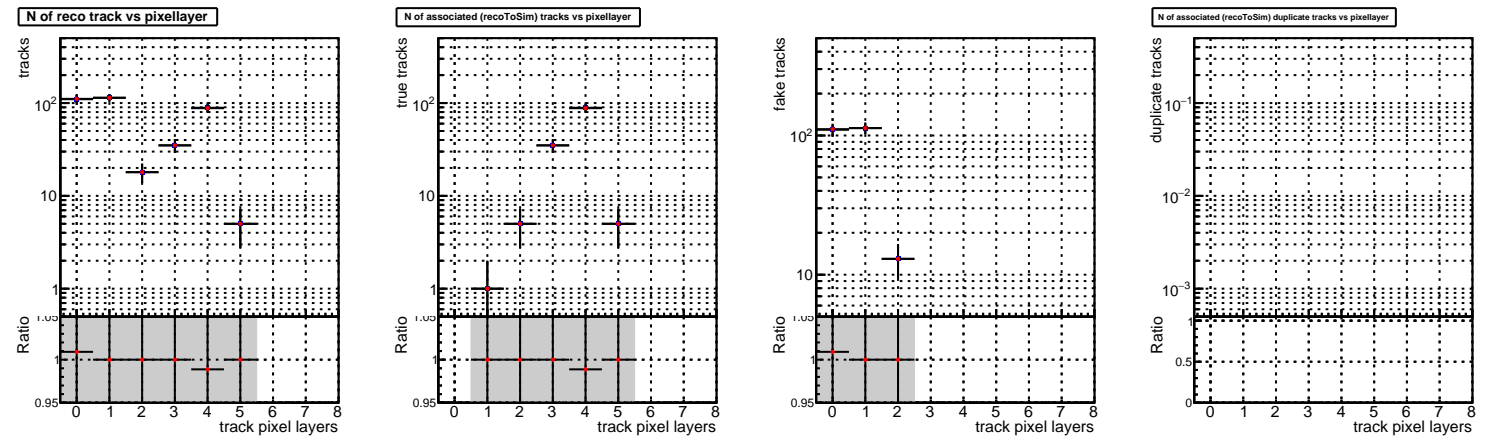 N of reco track vs pixellayer
tracks
10²
10
1
Ratio
1.05
1
0.95
0 1 2 3 4 5 6 7 8
track pixel layers
N of associated (recoToSim) tracks vs pixellayer
true tracks
10²
10
1
Ratio
1.05
1
0.95
0 1 2 3 4 5 6 7 8
track pixel layers
fake tracks
10²
10
Ratio
1.05
1
0.95
0 1 2 3 4 5 6 7 8
track pixel layers
N of associated (recoToSim) duplicate tracks vs pixellayer
duplicate tracks
10⁻¹
10⁻²
10⁻³
Ratio
1
0.5
0
0 1 2 3 4 5 6 7 8
track pixel layers